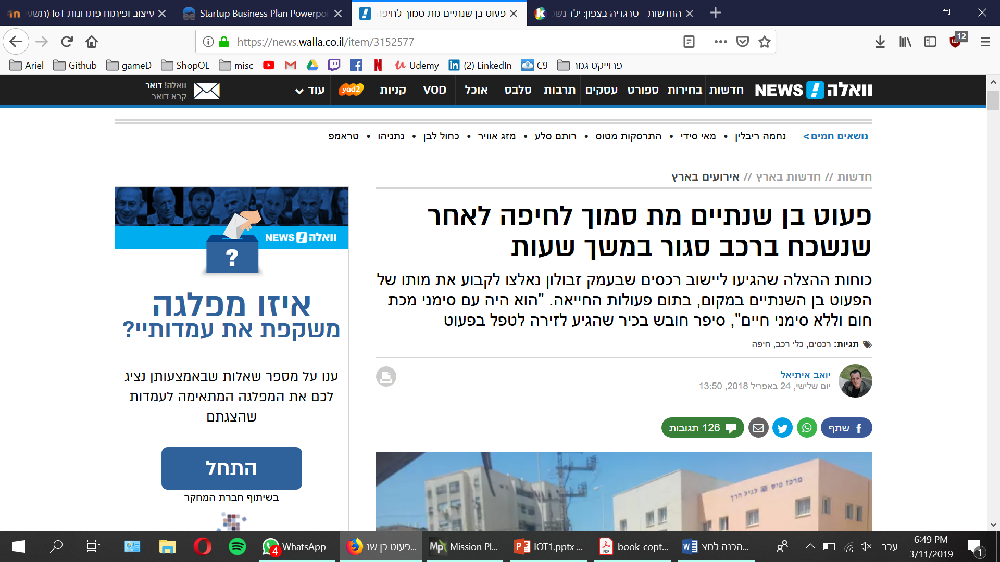 עיצוב ופיתוח פתרונות IoT (תשע
Startup Business Plan Powerpoi
פעוט בן שנתיים מת סמוך לחיפה
החדשות - טרגדיה בצפון: ילד נשכ
https://news.walla.co.il/item/3152577
12
Ariel
Github
gameD
ShopOL
misc
Udemy
(2) LinkedIn
C9
פרוייקט גמר
וואלה! NEWS
חדשות
בחירות
ספורט
עסקים
תרבות
סלבס
אוכל
VOD
קניות
yad2
עוד
וואלה! דואר
קרא דואר
נושאים חמים>
נחמה ריבלין • מאי סידי • התרסקות מטוס • רותם סלע • מזג אוויר • כחול לבן • נתניהו • טראמפ
חדשות // חדשות בארץ // אירועים בארץ
פעוט בן שנתיים מת סמוך לחיפה לאחר
שנשכח ברכב סגור במשך שעות
כוחות ההצלה שהגיעו ליישוב רכסים שבעמק זבולון נאלצו לקבוע את מותו של
הפעוט בן השנתיים במקום, בתום פעולות החייאה. "הוא היה עם סימני מכת
חום וללא סימני חיים", סיפר חובש בכיר שהגיע לזירה לטפל בפעוט
תגיות: רכסים, כלי רכב, חיפה
יואב איתיאל
יום שלישי, 24 באפריל 2018, 13:50
שתף
126 תגובות
מרכז פיס לגיל הרך
וואלה! NEWS
?
איזו מפלגה
משקפת את עמדותיי?
ענו על מספר שאלות שבאמצעותן נציג
לכם את המפלגה המתאימה לעמדות
שהצגתם
התחל
בשיתוף חברת המחקר
4
WhatsApp
פעוט בן שנ...
Mp
Mission Pl...
IOT1.pptx ...
PDF
book-copt...
הכנה למצ...
עבר
6:49 PM
3/11/2019
1